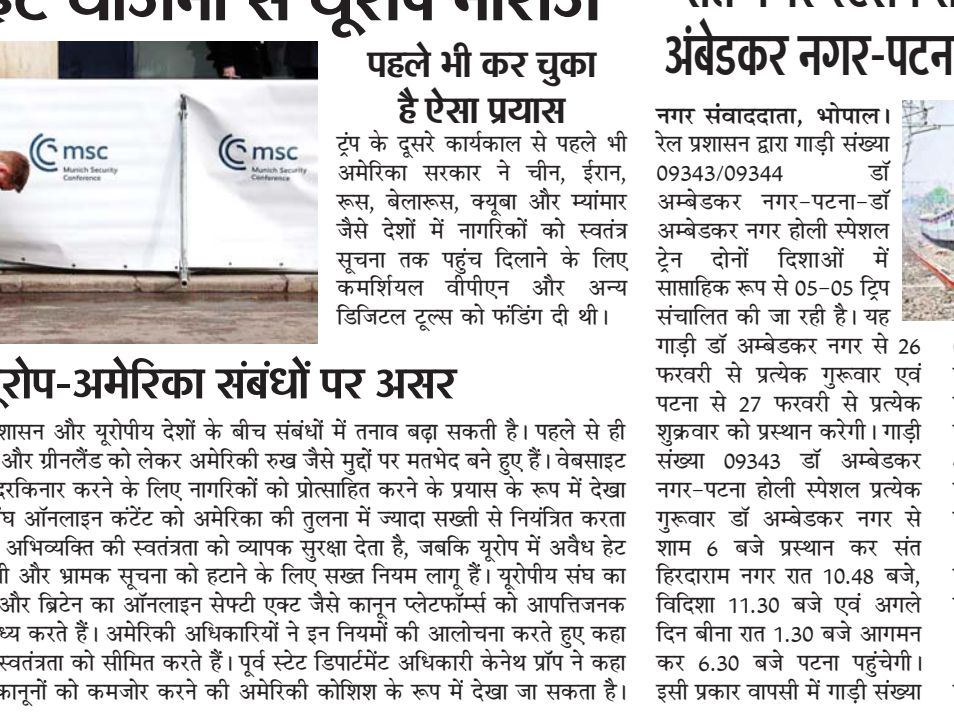 यूरोप नाराज
msc
Munich Security
Conference
msc
Munich Security
Conference
पहले भी कर चुका
है ऐसा प्रयास
ट्रंप के दूसरे कार्यकाल से पहले भी
अमेरिका सरकार ने चीन, ईरान,
रूस, बेलारूस, क्यूबा और म्यांमार
जैसे देशों में नागरिकों को स्वतंत्र
सूचना तक पहुंच दिलाने के लिए
कमर्शियल वीपीएन और अन्य
डिजिटल टूल्स को फंडिंग दी थी।
रोप-अमेरिका संबंधों पर असर
शासन और यूरोपीय देशों के बीच संबंधों में तनाव बढ़ा सकती है। पहले से ही
और ग्रीनलैंड को लेकर अमेरिकी रुख जैसे मुद्दों पर मतभेद बने हुए हैं। वेबसाइट
दरकिनार करने के लिए नागरिकों को प्रोत्साहित करने के प्रयास के रूप में देखा
घ ऑनलाइन कंटेंट को अमेरिका की तुलना में ज्यादा सख्ती से नियंत्रित करता
अभिव्यक्ति की स्वतंत्रता को व्यापक सुरक्षा देता है, जबकि यूरोप में अवैध हेट
और भ्रामक सूचना को हटाने के लिए सख्त नियम लागू हैं। यूरोपीय संघ का
और ब्रिटेन का ऑनलाइन सेफ्टी एक्ट जैसे कानून प्लेटफॉर्म्स को आपत्तिजनक
ध्य करते हैं। अमेरिकी अधिकारियों ने इन नियमों की आलोचना करते हुए कहा
स्वतंत्रता को सीमित करते हैं। पूर्व स्टेट डिपार्टमेंट अधिकारी केनेथ प्रॉप ने कहा
कानूनों को कमजोर करने की अमेरिकी कोशिश के रूप में देखा जा सकता है।
अंबेडकर नगर-पटन
नगर संवाददाता, भोपाल।
रेल प्रशासन द्वारा गाड़ी संख्या
09343/09344 डॉ
अम्बेडकर नगर-पटना-डॉ
अम्बेडकर नगर होली स्पेशल
ट्रेन दोनों दिशाओं में
साप्ताहिक रूप से 05-05 ट्रिप
संचालित की जा रही है। यह
गाड़ी डॉ अम्बेडकर नगर से 26
फरवरी से प्रत्येक गुरूवार एवं
पटना से 27 फरवरी से प्रत्येक
शुक्रवार को प्रस्थान करेगी। गाड़ी
संख्या 09343 डॉ अम्बेडकर
नगर-पटना होली स्पेशल प्रत्येक
गुरूवार डॉ अम्बेडकर नगर से
शाम 6 बजे प्रस्थान कर संत
हिरदाराम नगर रात 10.48 बजे,
विदिशा 11.30 बजे एवं अगले
दिन बीना रात 1.30 बजे आगमन
कर 6.30 बजे पटना पहुंचेगी।
इसी प्रकार वापसी में गाड़ी संख्या